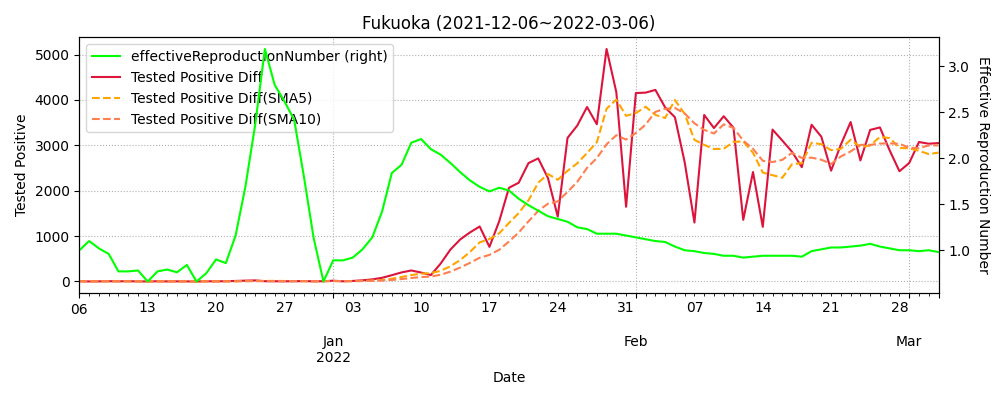 Fukuoka (2021-12-06~2022-03-06)
effectiveReproductionNumber (right)
Tested Positive Diff
Tested Positive Diff(SMA5)
Tested Positive Diff(SMA10)
Tested Positive
5000
4000
3000
2000
1000
0
Effective Reproduction Number
3.0
2.5
2.0
1.5
1.0
06 13 20 27 03 10 17 24 31 07 14 21 28
Jan Feb Mar
2022
Date